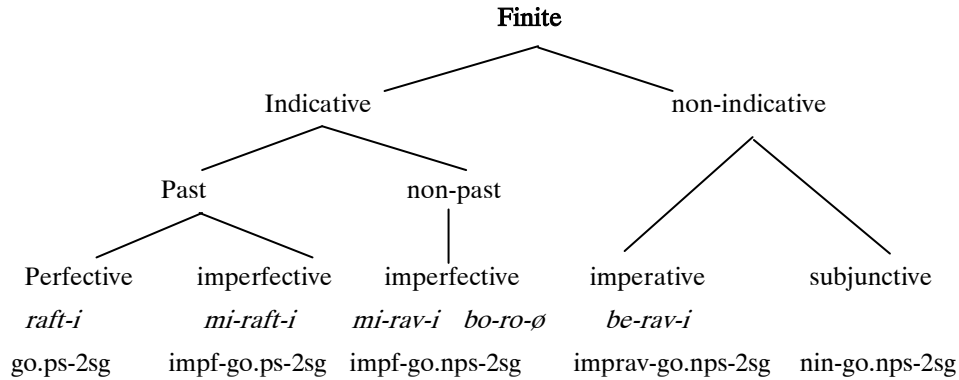 Finite
Indicative non-indicative
Past non-past
Perfective imperfective imperfective imperative subjunctive
raft-i mi-raft-i mi-rav-i bo-ro-ø be-rav-i
go.ps-2sg impf-go.ps-2sg impf-go.nps-2sg imprav-go.nps-2sg nin-go.nps-2sg